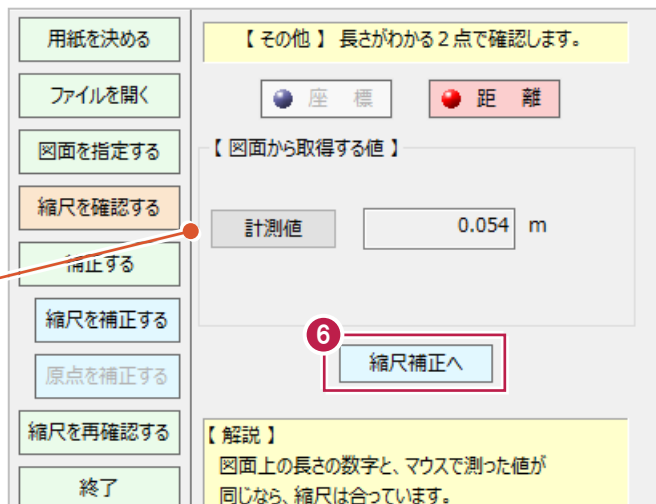 用紙を決める
ファイルを開く
図面を指定する
縮尺を確認する
補正する
縮尺を補正する
原点を補正する
縮尺を再確認する
終了
【 その他 】 長さがわかる2点で確認します。
座 標
距 離
【 図面から取得する値 】
計測値
0.054 m
6
縮尺補正へ
【 解説 】
図面上の長さの数字と、マウスで測った値が
同じなら、縮尺は合っています。